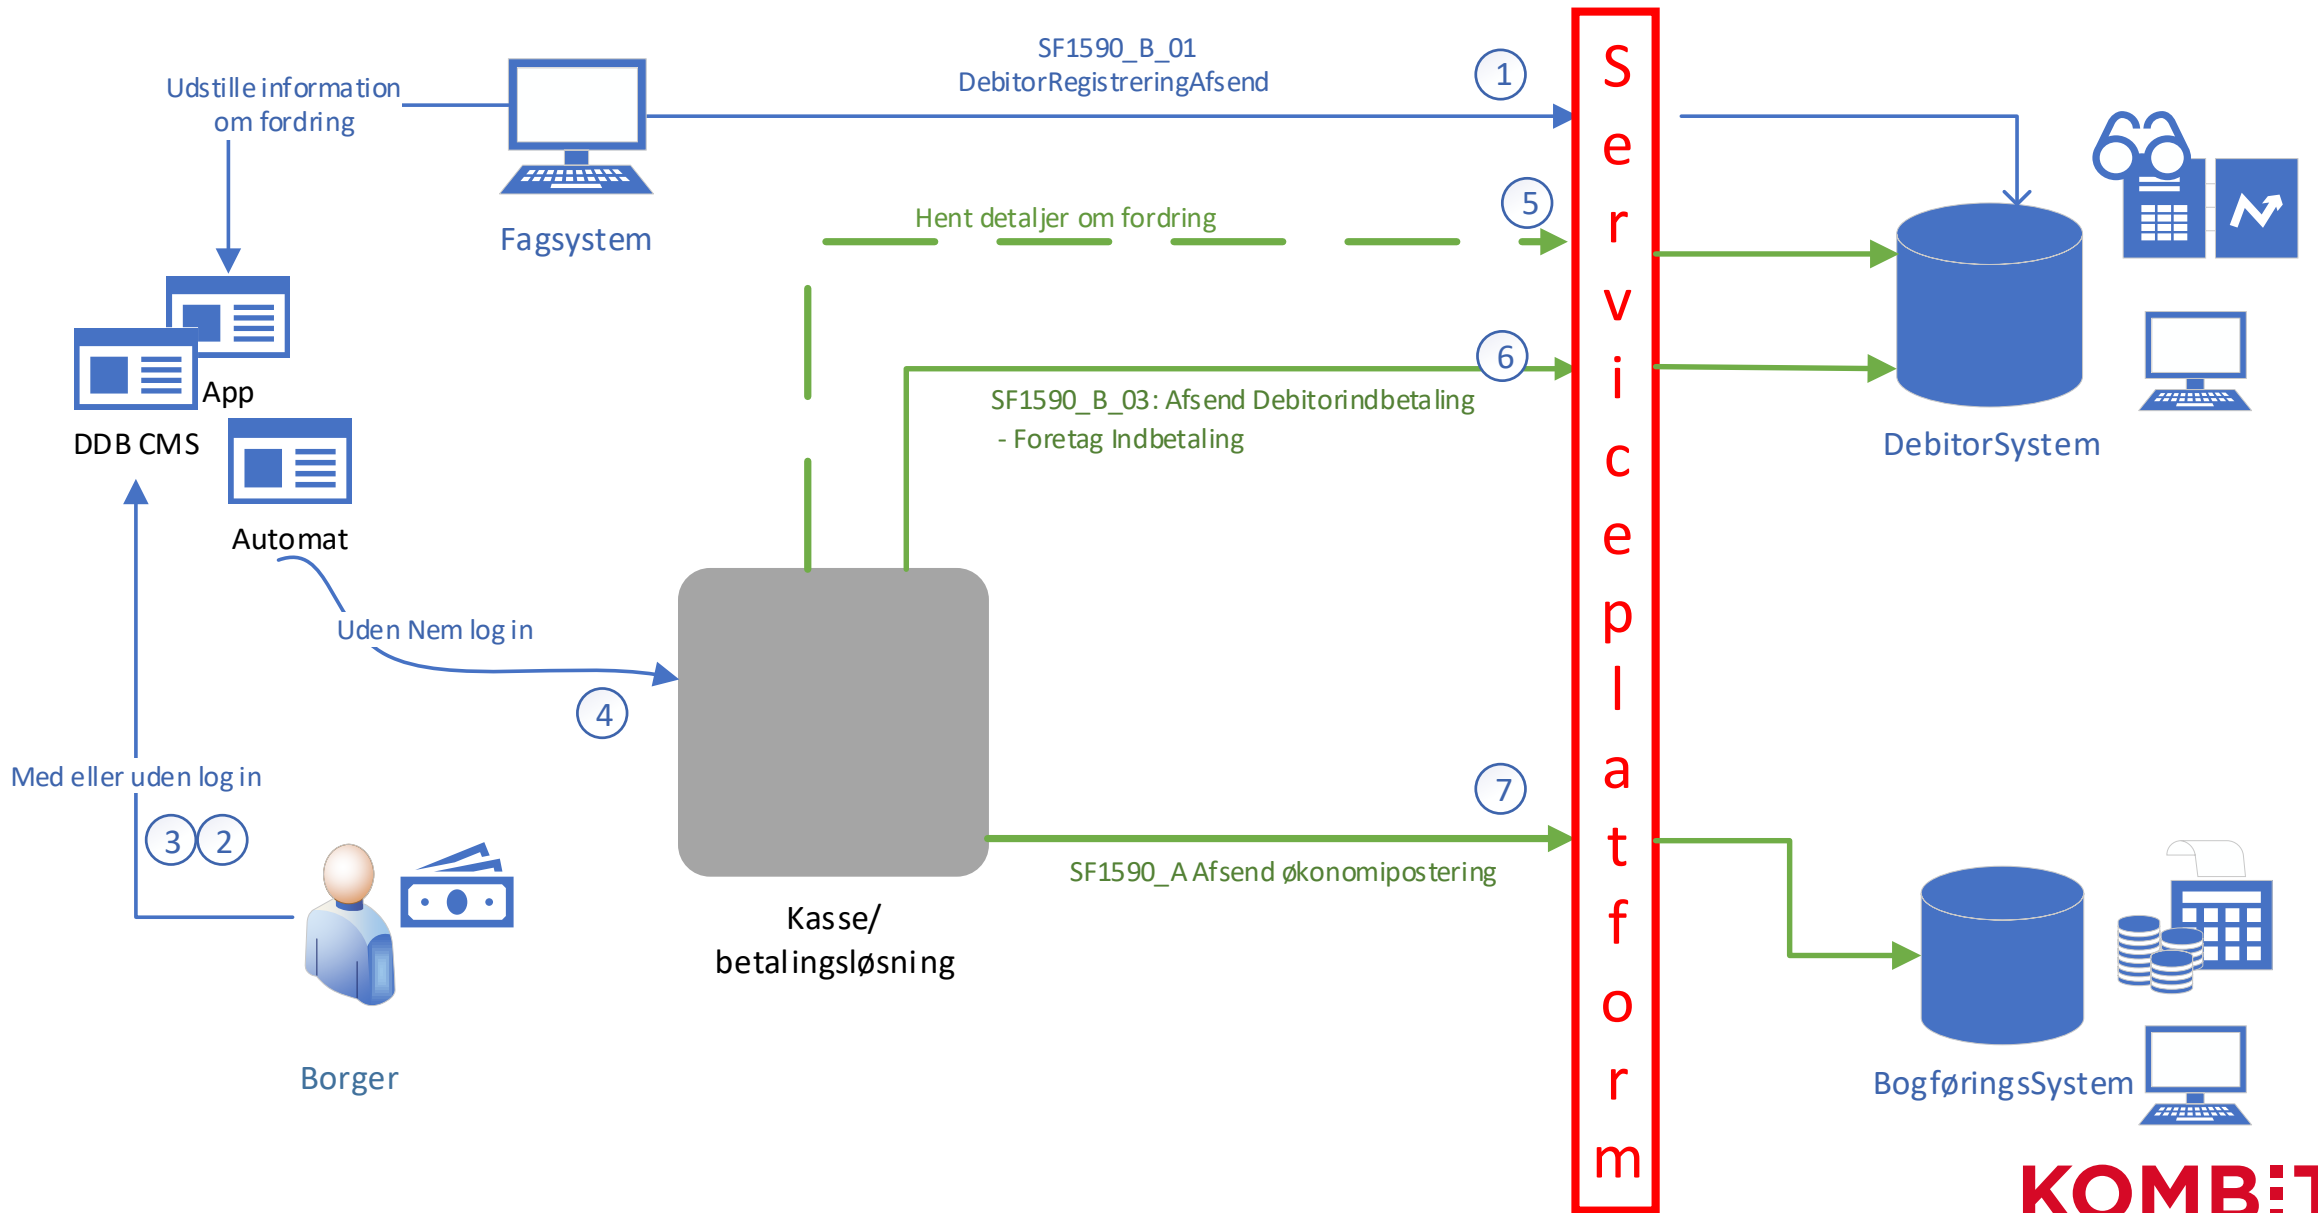 SF1590_B_01
DebitorRegistreringAfsend
1
Udstille information
om fordring
Fagsystem
Hent detaljer om fordring
5
App
DDB CMS
Automat
6
SF1590_B_03: Afsend Debitorindbetaling
- Foretag Indbetaling
DebitorSystem
Uden Nem log in
4
Med eller uden log in
3
2
7
SF1590_A Afsend økonomipostering
Kasse/
betalingsløsning
Borger
BogføringsSystem
Serviceplatform
KOMBIT